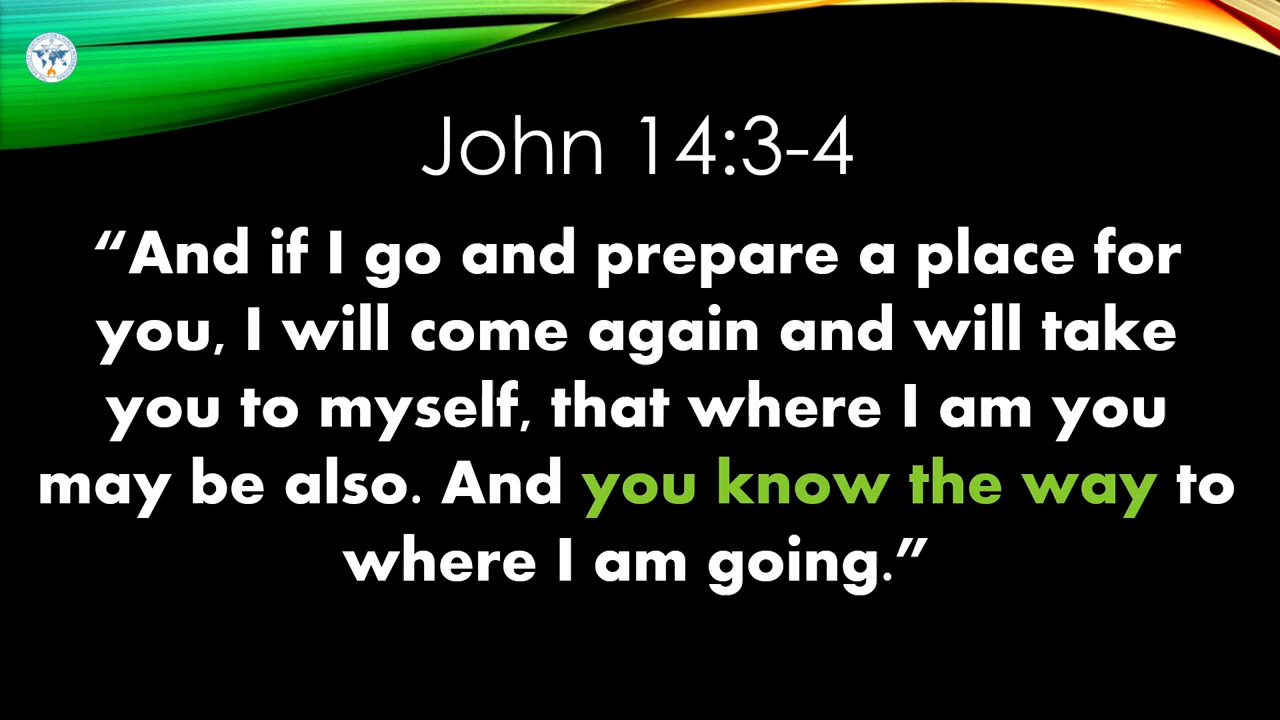 John 14:3-4
“And if I go and prepare a place for
you, I will come again and will take
you to myself, that where I am you
may be also. And you know the way to
where I am going.”